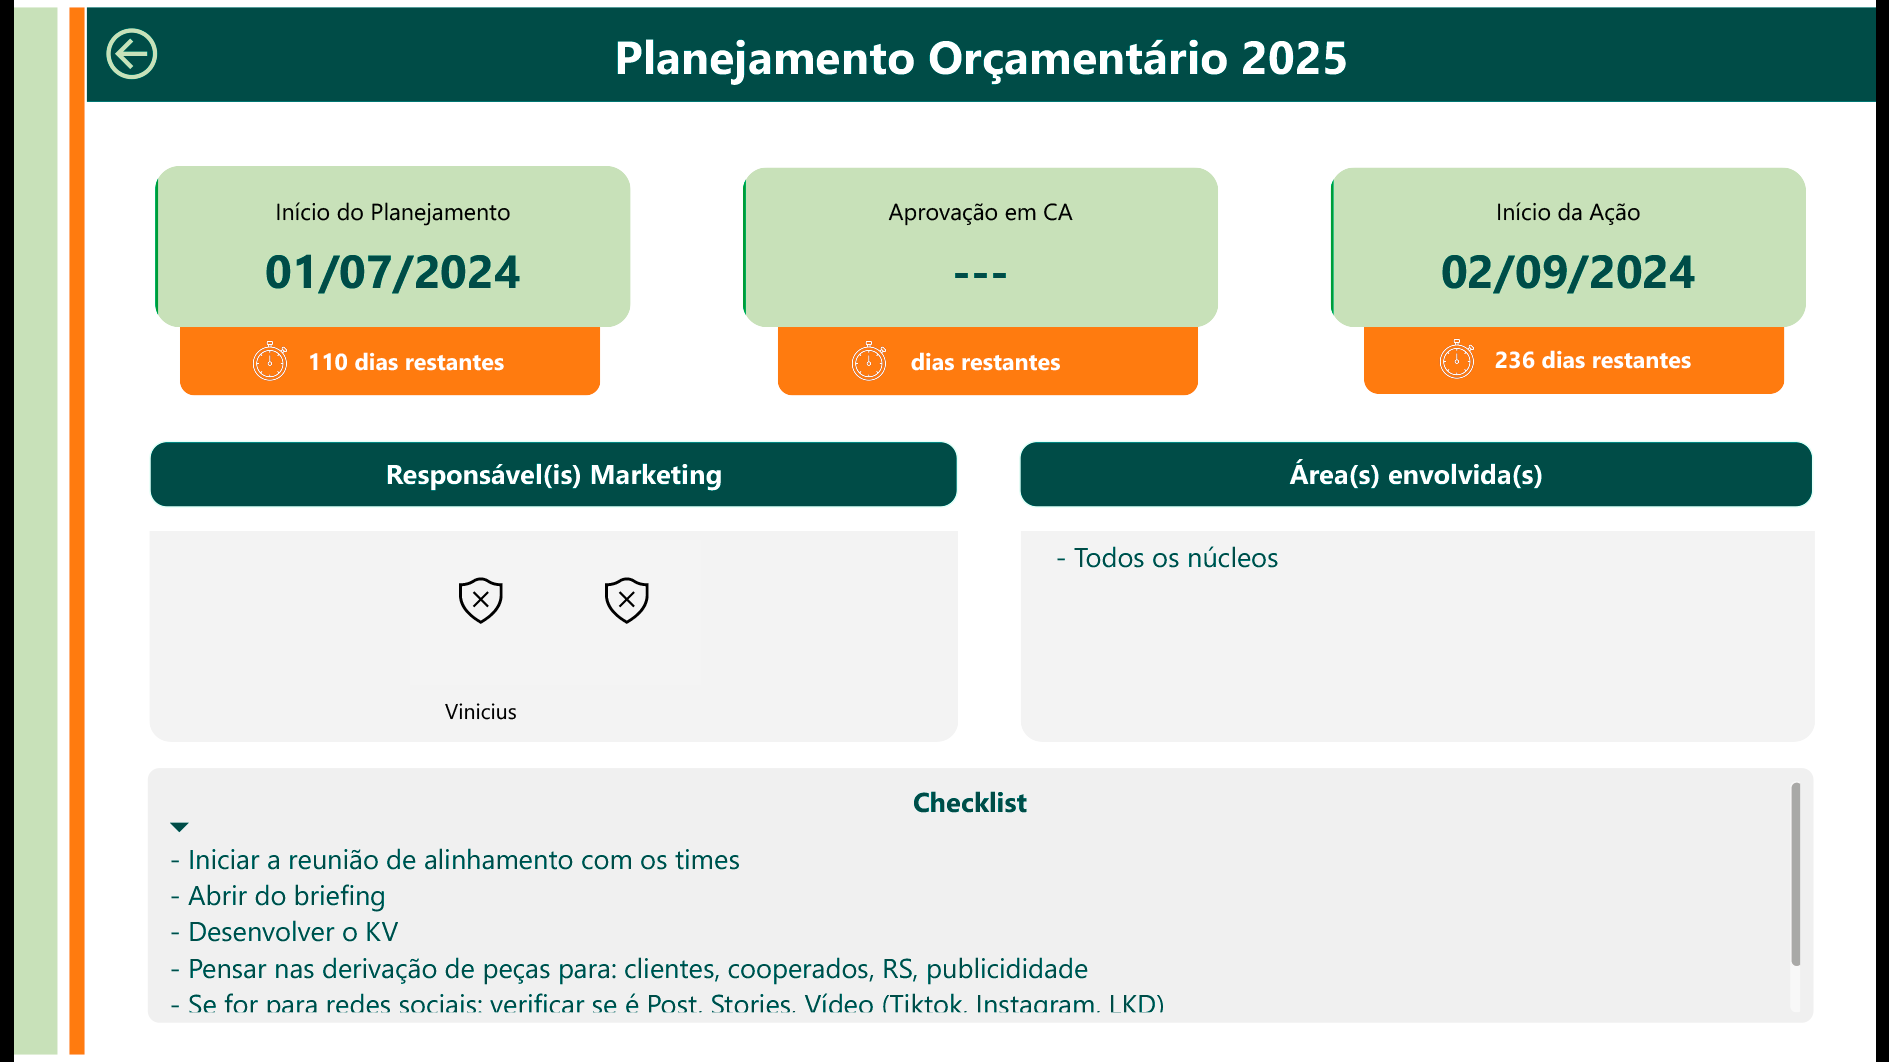 Planejamento Orçamentário 2025
Início do Planejamento
01/07/2024
110 dias restantes
Aprovação em CA
---
dias restantes
Início da Ação
02/09/2024
236 dias restantes
Responsável(is) Marketing
Vinicius
Área(s) envolvida(s)
- Todos os núcleos
Checklist
- Iniciar a reunião de alinhamento com os times
- Abrir do briefing
- Desenvolver o KV
- Pensar nas derivação de peças para: clientes, cooperados, RS, publicididade
- Se for para redes sociais: verificar se é Post, Stories, Vídeo (Tiktok, Instagram, LKD)